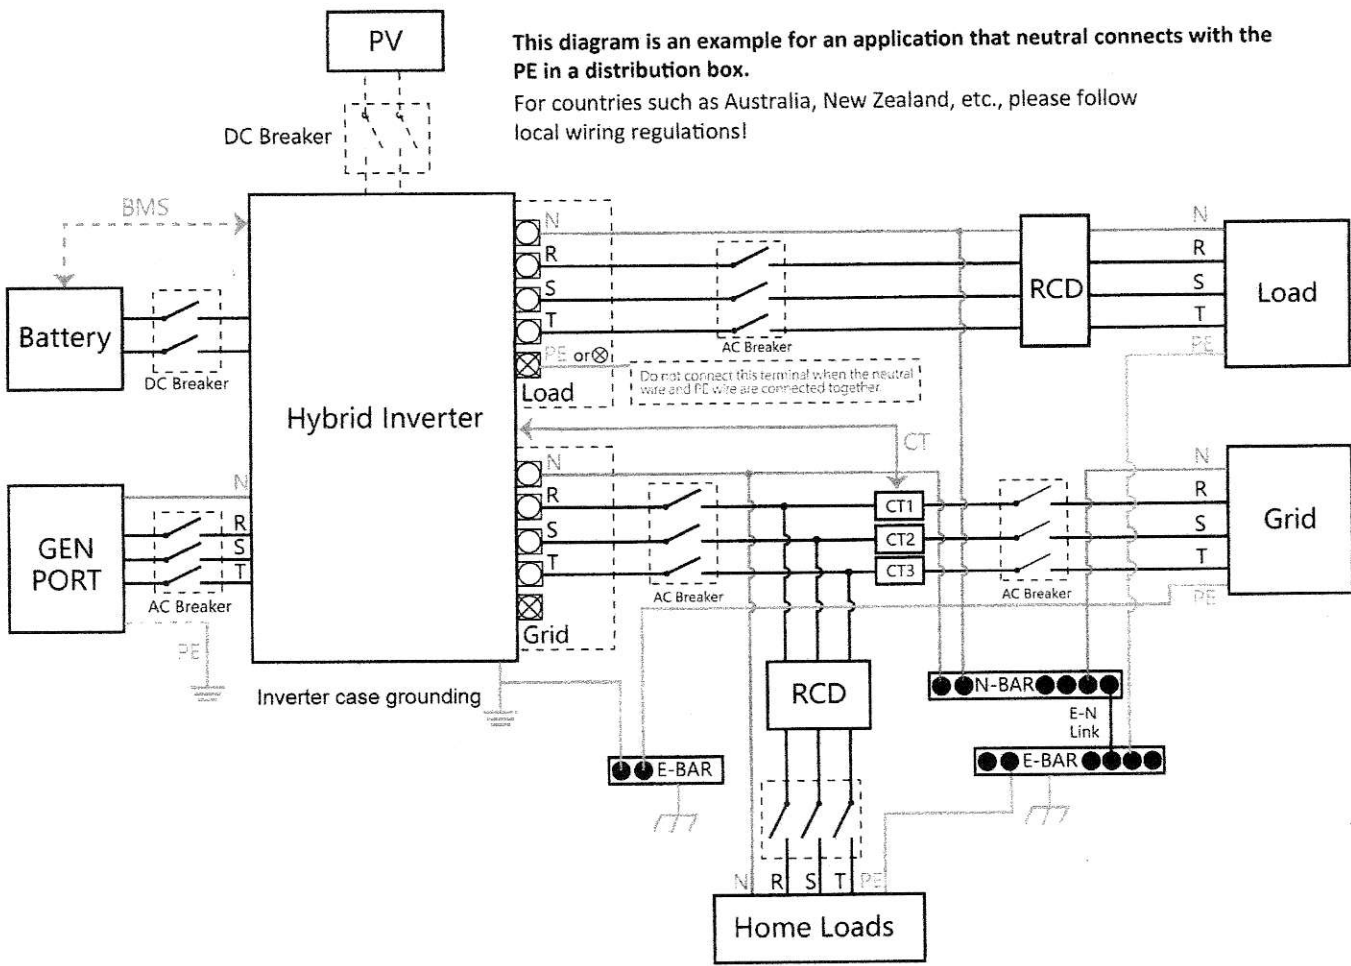 PV
This diagram is an example for an application that neutral connects with the
PE in a distribution box.
For countries such as Australia, New Zealand, etc., please follow
local wiring regulations!
DC Breaker
BMS
N
R
S
T
PE or
Load
AC Breaker
Do not connect this terminal when the neutral
wire and PE wire are connected together.
RCD
N
R
S
T
PE
Load
Battery
DC Breaker
Hybrid Inverter
CT
N
R
S
T
Grid
AC Breaker
CT1
CT2
CT3
AC Breaker
N
R
S
T
PE
Grid
GEN
PORT
N
R
S
T
AC Breaker
PE
Inverter case grounding
RCD
N-BAR
E-N
Link
E-BAR
E-BAR
N R S T PE
Home Loads